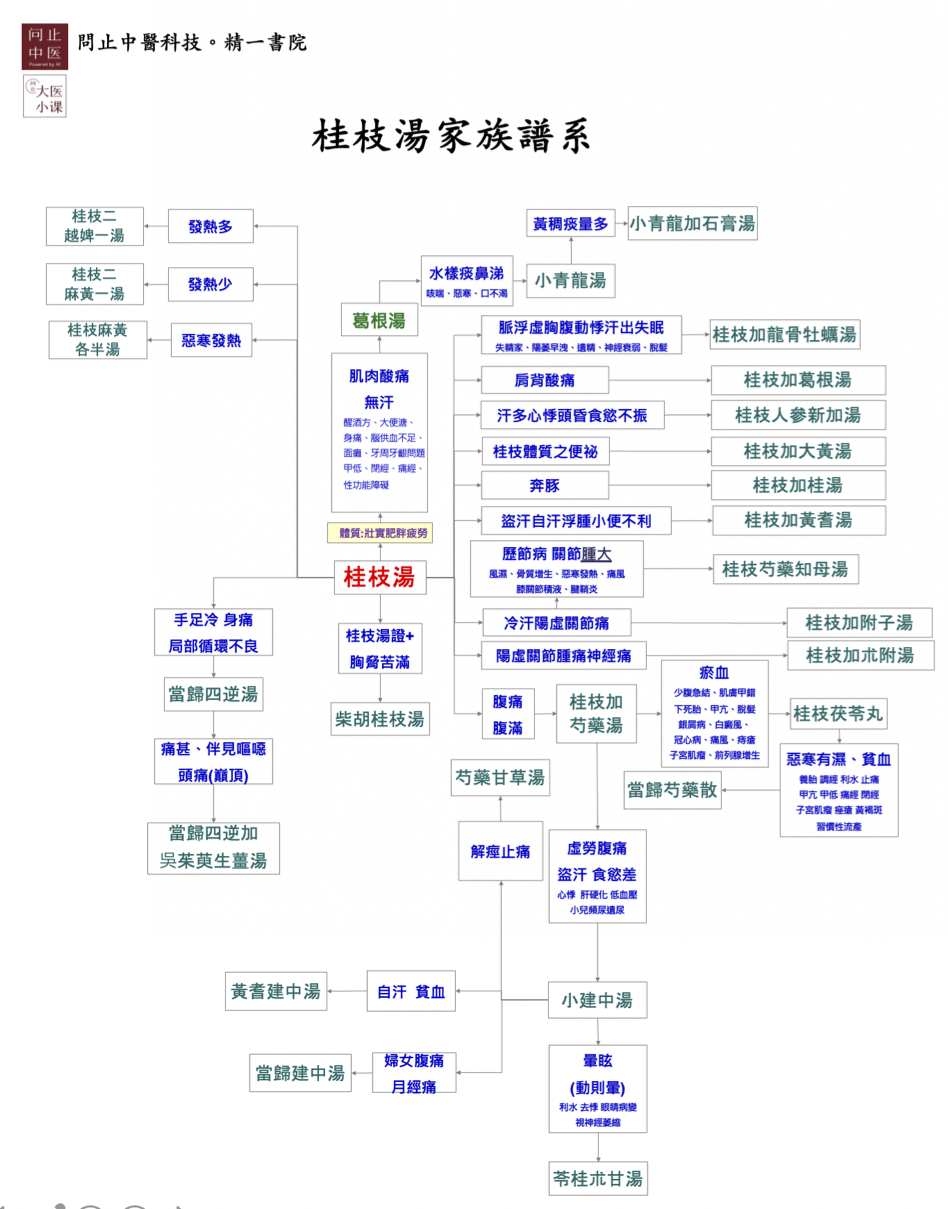 问止
中医
Powered by AI
問止中醫科技。精一書院
问止
大医
小课
桂枝湯家族譜系
桂枝二
越婢一湯
發熱多
桂枝二
麻黃一湯
發熱少
桂枝麻黃
各半湯
惡寒發熱
黃稠痰量多
小青龍加石膏湯
水樣痰鼻涕
咳喘、惡寒、口不渴
小青龍湯
葛根湯
肌肉酸痛
無汗
醒酒方、大便溏、
身痛、腦供血不足、
面癱、牙周牙齦問題
甲低、閉經、痛經、
性功能障礙
體質:壯實肥胖疲勞
桂枝湯
脈浮虛胸腹動悸汗出失眠
失精家、陽萎早洩、遺精、神經衰弱、脫髮
桂枝加龍骨牡蠣湯
肩背酸痛
桂枝加葛根湯
汗多心悸頭昏食慾不振
桂枝人參新加湯
桂枝體質之便祕
桂枝加大黃湯
奔豚
桂枝加桂湯
盜汗自汗浮腫小便不利
桂枝加黃耆湯
歷節病 關節腫大
風濕、骨質增生、惡寒發熱、痛風
膝關節積液、腱鞘炎
桂枝芍藥知母湯
冷汗陽虛關節痛
桂枝加附子湯
陽虛關節腫痛神經痛
桂枝加朮附湯
腹痛
腹滿
桂枝加
芍藥湯
瘀血
少腹急結、肌膚甲錯
下死胎、甲亢、脫髮
銀屑病、白癜風、
冠心病、痛風、痔瘡
子宮肌瘤、前列腺增生
桂枝茯苓丸
惡寒有濕、貧血
養胎 調經 利水 止痛
甲亢 甲低 痛經 閉經
子宮肌瘤 痤瘡 黃褐斑
習慣性流產
當歸芍藥散
手足冷 身痛
局部循環不良
當歸四逆湯
痛甚、伴見嘔噁
頭痛(巔頂)
當歸四逆加
吳茱萸生薑湯
桂枝湯證+
胸脅苦滿
柴胡桂枝湯
芍藥甘草湯
解痙止痛
虛勞腹痛
盜汗 食慾差
心悸 肝硬化 低血壓
小兒頻尿遺尿
小建中湯
自汗 貧血
黃耆建中湯
婦女腹痛
月經痛
當歸建中湯
暈眩
(動則暈)
利水 去悸 眼睛病變
視神經萎縮
苓桂朮甘湯